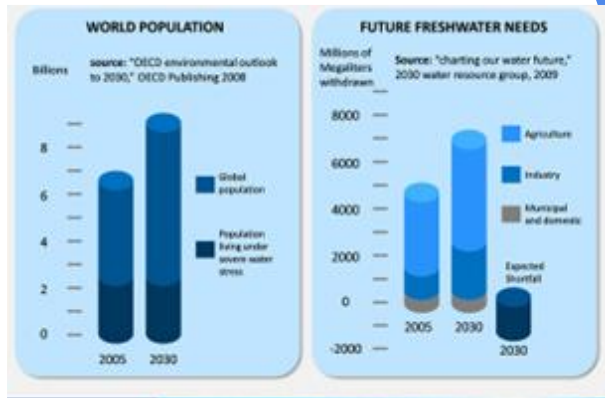 WORLD POPULATION
Billions
source: "OECD environmental outlook
to 2030," OECD Publishing 2008
8
6
4
2
0
2005
2030
Global
population
Population
living under
severe water
stress
FUTURE FRESHWATER NEEDS
Millions of
Megaliters
withdrawn
Source: "charting our water future,"
2030 water resource group, 2009
8000
6000
4000
2000
0
-2000
Agriculture
Industry
Municipal
and domestic
Expected
Shortfall
2005
2030
2030